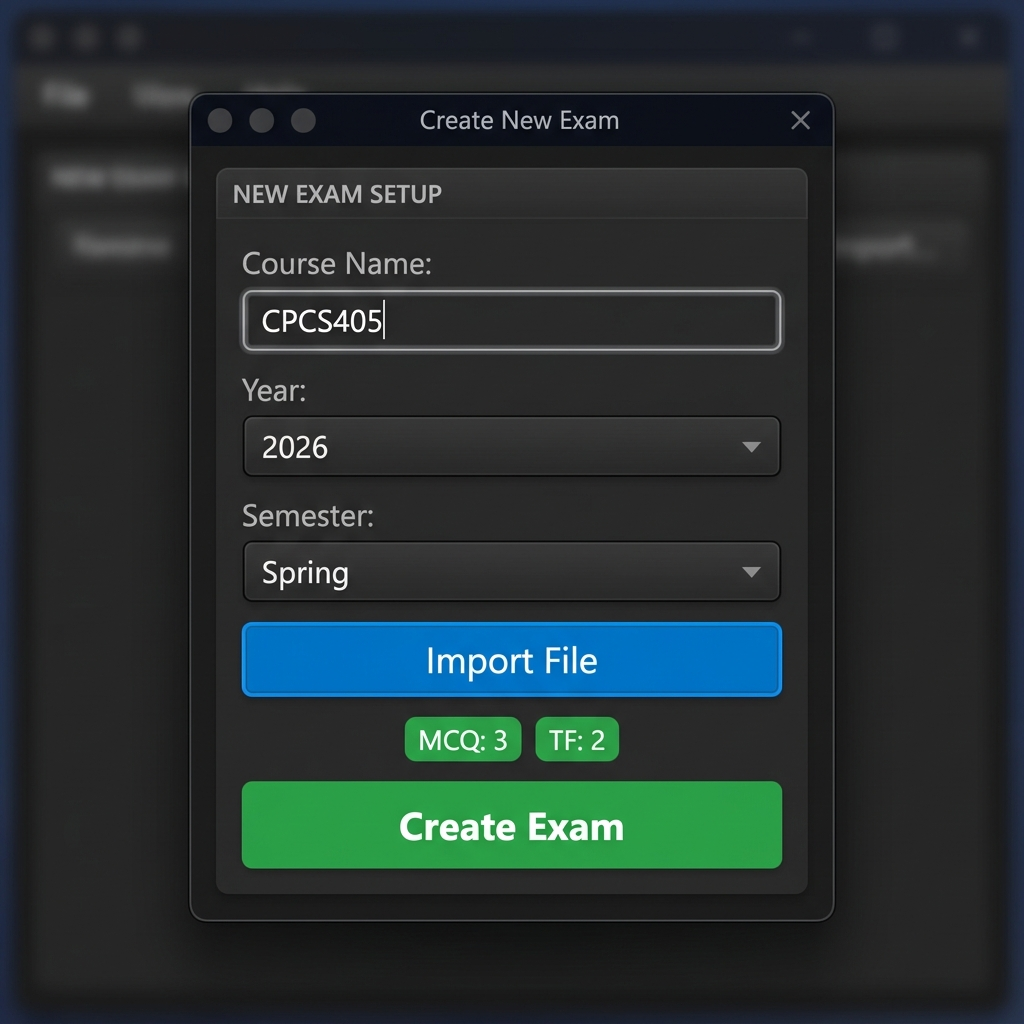 File
Create New Exam
NEW EXAM SETUP
Course Name:
CPCS405
Year:
2026
Semester:
Spring
Import File
MCQ: 3 TF: 2
Create Exam